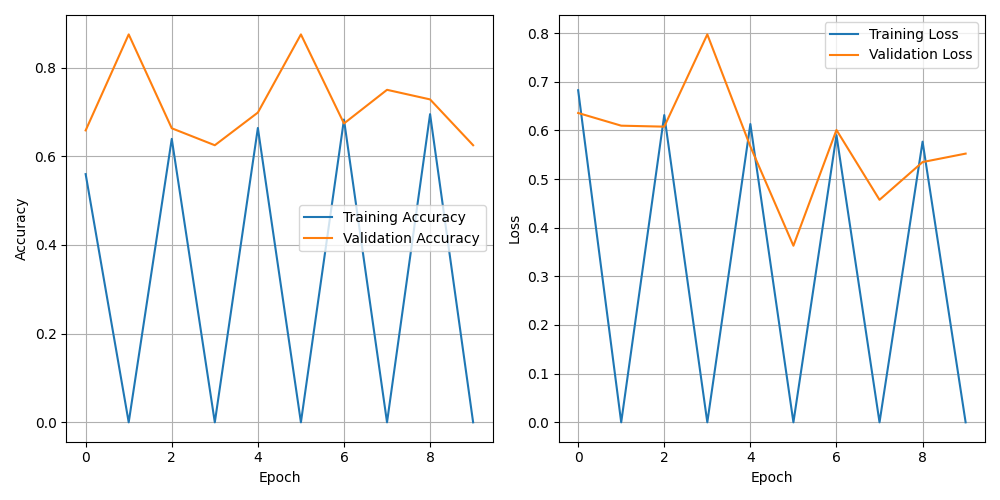 Accuracy
0.8
0.6
0.4
0.2
0.0
0 2 4 6 8
Epoch
Training Accuracy
Validation Accuracy
Loss
0.8
0.7
0.6
0.5
0.4
0.3
0.2
0.1
0.0
0 2 4 6 8
Epoch
Training Loss
Validation Loss